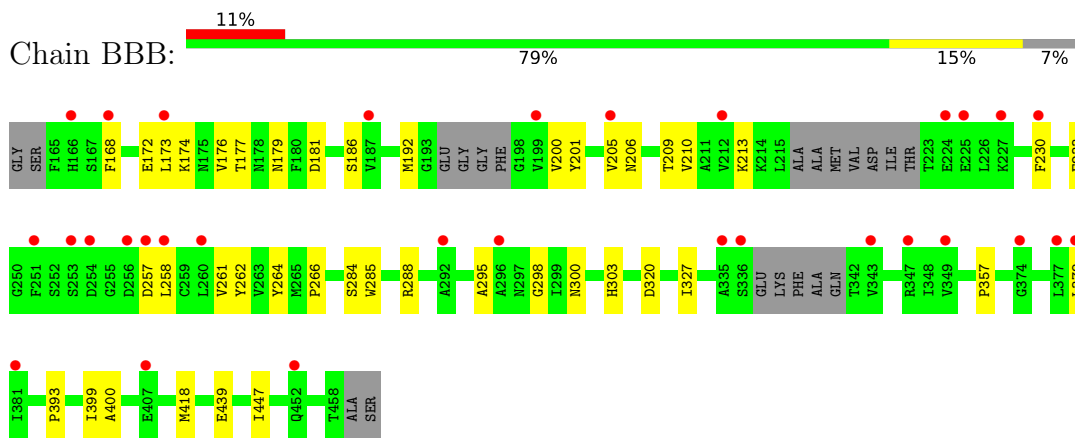 11%
Chain BBB:
79% 15% 7%
GLY SER F165 H166 S167 F168 E172 L173 K174 N175 V176 T177 N178 N179 F180 D181 S186 V187 M192 G193 GLU GLY GLY PHE G198 V199 V200 Y201 V205 N206 T209 V210 A211 V212 K213 K214 L215 ALA ALA MET VAL ASP ILE THR T223 E224 E225 L226 K227 F230
G250 F251 S252 S253 D254 G255 D256 D257 L258 C259 L260 V261 Y262 V263 Y264 M265 P266 S284 W285 R288 A292 A295 A296 N297 G298 I299 N300 H303 D320 I327 A335 S336 GLU LYS PHE ALA GLN T342 V343 R347 I348 V349 P357 G374 L377
I381 P393 I399 A400 E407 M418 E439 I447 Q452 T458 ALA SER